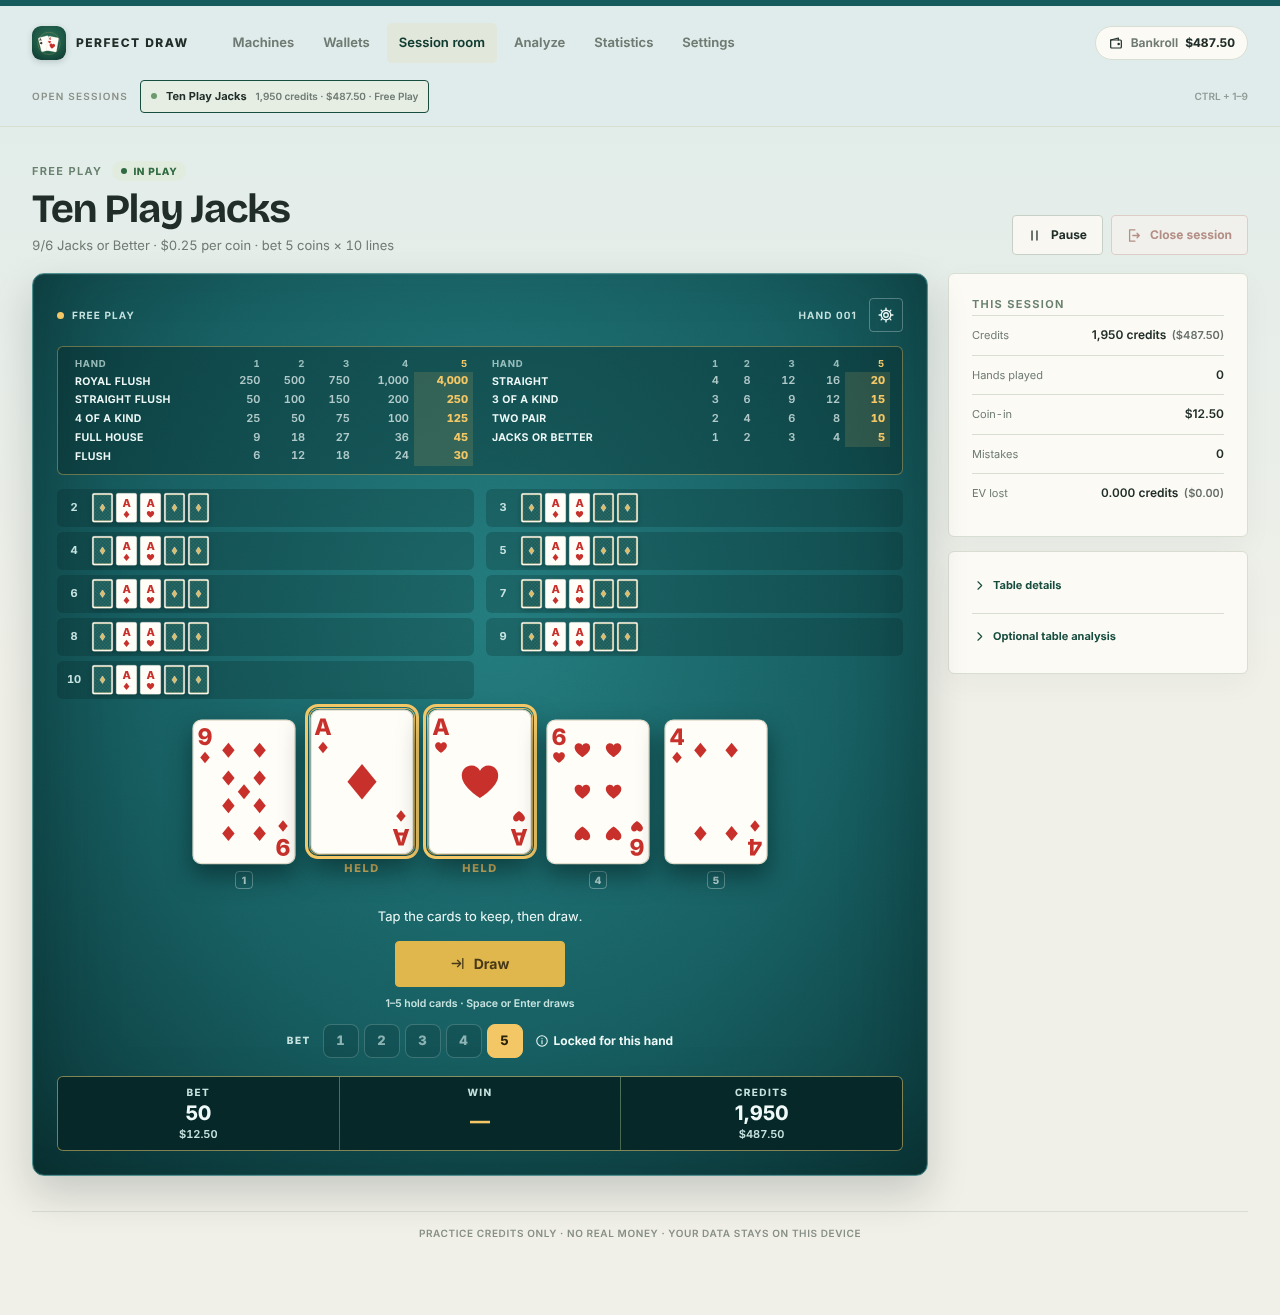 PERFECT DRAW
Machines
Wallets
Session room
Analyze
Statistics
Settings
Bankroll $487.50
OPEN SESSIONS
Ten Play Jacks 1,950 credits · $487.50 · Free Play
CTRL + 1–9
FREE PLAY
IN PLAY
Ten Play Jacks
9/6 Jacks or Better · $0.25 per coin · bet 5 coins × 10 lines
Pause
Close session
FREE PLAY
HAND 001
HAND 1 2 3 4 5
ROYAL FLUSH 250 500 750 1,000 4,000
STRAIGHT FLUSH 50 100 150 200 250
4 OF A KIND 25 50 75 100 125
FULL HOUSE 9 18 27 36 45
FLUSH 6 12 18 24 30
HAND 1 2 3 4 5
STRAIGHT 4 8 12 16 20
3 OF A KIND 3 6 9 12 15
TWO PAIR 2 4 6 8 10
JACKS OR BETTER 1 2 3 4 5
2 A A
3 A A
4 A A
5 A A
6 A A
7 A A
8 A A
9 A A
10 A A
9 9
A A
A A
6 6
4 4
1
HELD
HELD
4
5
Tap the cards to keep, then draw.
Draw
1–5 hold cards · Space or Enter draws
BET 1 2 3 4 5 Locked for this hand
BET
50
$12.50
WIN
—
CREDITS
1,950
$487.50
THIS SESSION
Credits 1,950 credits ($487.50)
Hands played 0
Coin-in $12.50
Mistakes 0
EV lost 0.000 credits ($0.00)
Table details
Optional table analysis
PRACTICE CREDITS ONLY · NO REAL MONEY · YOUR DATA STAYS ON THIS DEVICE